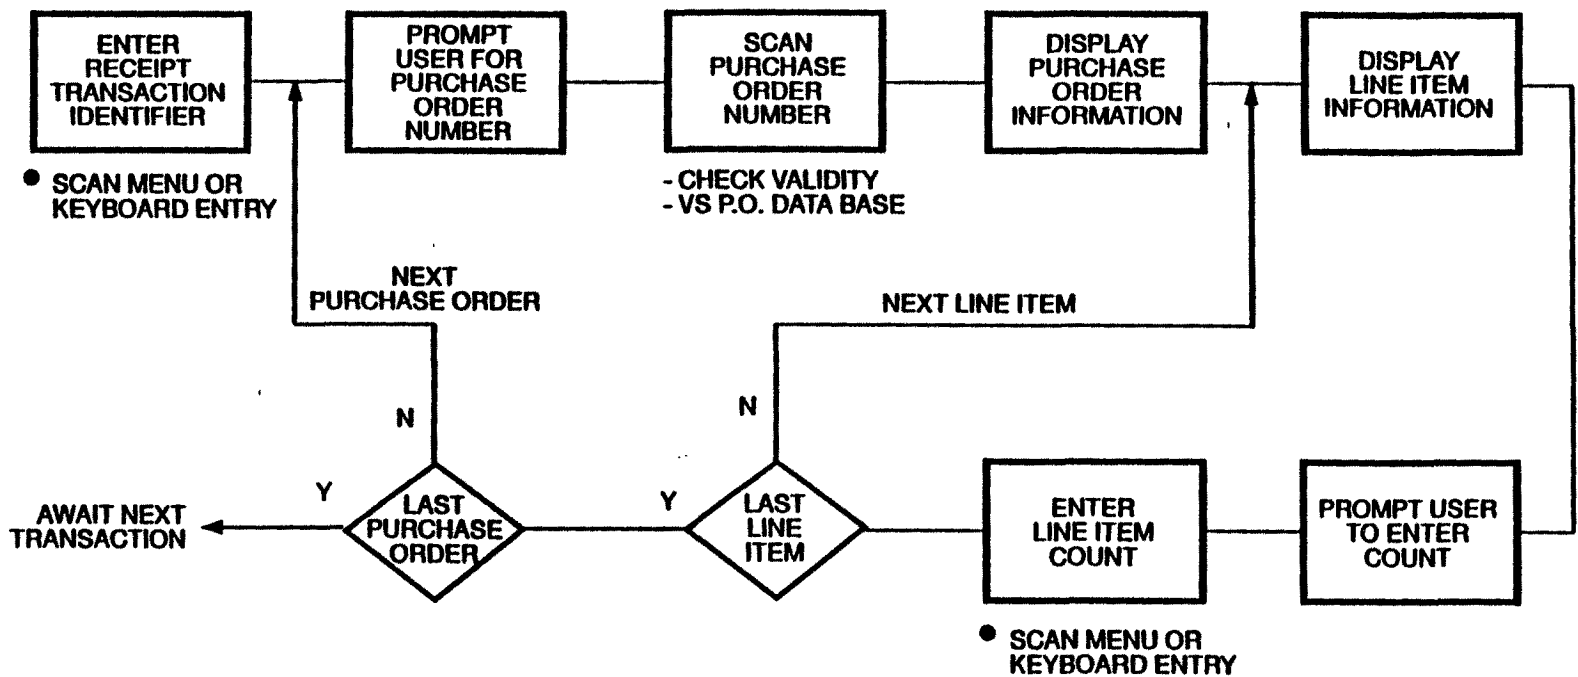 ENTER
RECEIPT
TRANSACTION
IDENTIFIER
PROMPT
USER FOR
PURCHASE
ORDER
NUMBER
SCAN
PURCHASE
ORDER
NUMBER
DISPLAY
PURCHASE
ORDER
INFORMATION
DISPLAY
LINE ITEM
INFORMATION
● SCAN MENU OR
KEYBOARD ENTRY
- CHECK VALIDITY
- VS P.O. DATA BASE
NEXT
PURCHASE ORDER
NEXT LINE ITEM
N
N
Y
Y
AWAIT NEXT
TRANSACTION
LAST
PURCHASE
ORDER
LAST
LINE
ITEM
ENTER
LINE ITEM
COUNT
PROMPT USER
TO ENTER
COUNT
● SCAN MENU OR
KEYBOARD ENTRY